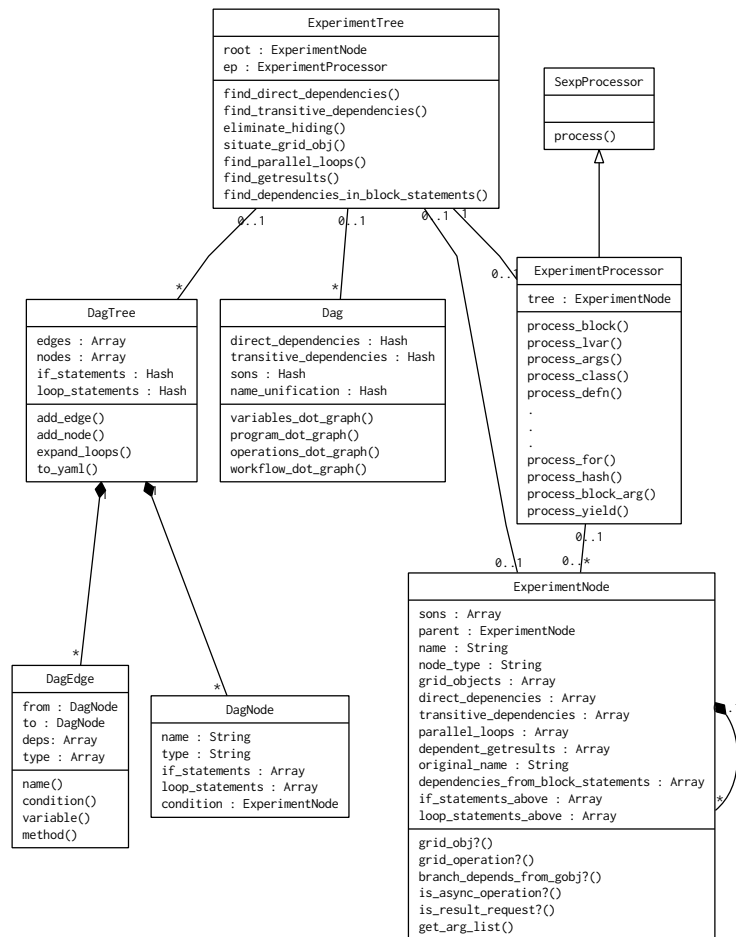 ExperimentTree
root : ExperimentNode
ep : ExperimentProcessor
find_direct_dependencies()
find_transitive_dependencies()
eliminate_hiding()
situate_grid_obj()
find_parallel_loops()
find_getresults()
find_dependencies_in_block_statements()
SexpProcessor
process()
0..1
0..1
0..1
1
*
*
0..1
ExperimentProcessor
tree : ExperimentNode
process_block()
process_lvar()
process_args()
process_class()
process_defn()
.
.
.
process_for()
process_hash()
process_block_arg()
process_yield()
DagTree
edges : Array
nodes : Array
if_statements : Hash
loop_statements : Hash
add_edge()
add_node()
expand_loops()
to_yaml()
Dag
direct_dependencies : Hash
transitive_dependencies : Hash
sons : Hash
name_unification : Hash
variables_dot_graph()
program_dot_graph()
operations_dot_graph()
workflow_dot_graph()
1
1
0..1
0..1
0..*
*
*
DagEdge
from : DagNode
to : DagNode
deps: Array
type : Array
name()
condition()
variable()
method()
DagNode
name : String
type : String
if_statements : Array
loop_statements : Array
condition : ExperimentNode
ExperimentNode
sons : Array
parent : ExperimentNode
name : String
node_type : String
grid_objects : Array
direct_depenencies : Array
transitive_dependencies : Array
parallel_loops : Array
dependent_getresults : Array
original_name : String
dependencies_from_block_statements : Array
if_statements_above : Array
loop_statements_above : Array
*
grid_obj?()
grid_operation?()
branch_depends_from_gobj?()
is_async_operation?()
is_result_request?()
get_arg_list()